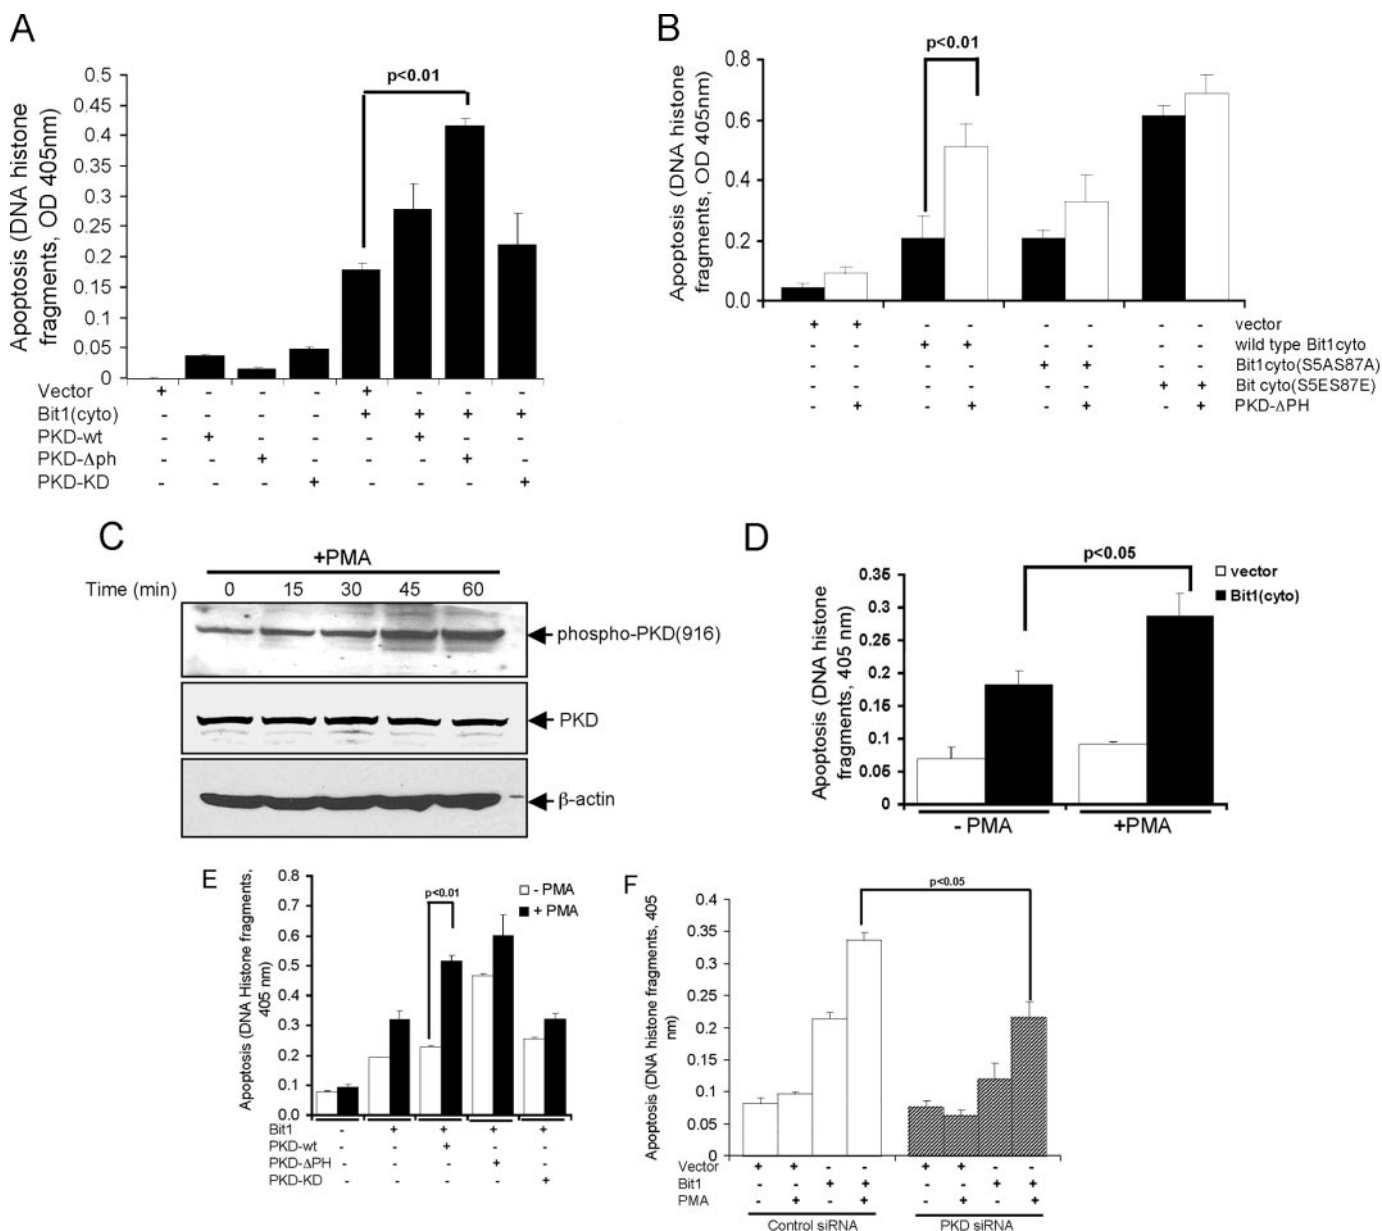 A
p<0.01
Apoptosis (DNA histone
fragments, OD 405nm)
0.5
0.45
0.4
0.35
0.3
0.25
0.2
0.15
0.1
0.05
0
Vector + - - - + - - -
Bit1(cyto) - - - - + + + +
PKD-wt - + - - - + - -
PKD-Δph - - + - - - + -
PKD-KD - - - + - - - +
B
p<0.01
Apoptosis (DNA histone
fragments, OD 405nm)
0.8
0.6
0.4
0.2
0.0
+ + - - - - - - vector
- - + + - - - - wild type Bit1cyto
- - - - + + - - Bit1cyto(S5AS87A)
- - - - - - + + Bit cyto(S5ES87E)
- + - + - + - + PKD-ΔPH
C
+PMA
Time (min) 0 15 30 45 60
phospho-PKD(916)
PKD
β-actin
D
p<0.05
vector
Bit1(cyto)
Apoptosis (DNA histone
fragments, 405 nm)
0.35
0.3
0.25
0.2
0.15
0.1
0.05
0
- PMA +PMA
E
p<0.01
- PMA
+ PMA
Apoptosis (DNA Histone fragments,
405 nm)
0.8
0.7
0.6
0.5
0.4
0.3
0.2
0.1
0.0
Bit1 - + + + +
PKD-wt - - + - -
PKD-ΔPH - - - + -
PKD-KD - - - - +
F
p<0.05
Apoptosis (DNA histone fragments, 405
nm)
0.4
0.35
0.3
0.25
0.2
0.15
0.1
0.05
0
Vector + + - - + + - -
Bit1 - - + + - - + +
PMA - + - + - + - +
Control siRNA PKD siRNA